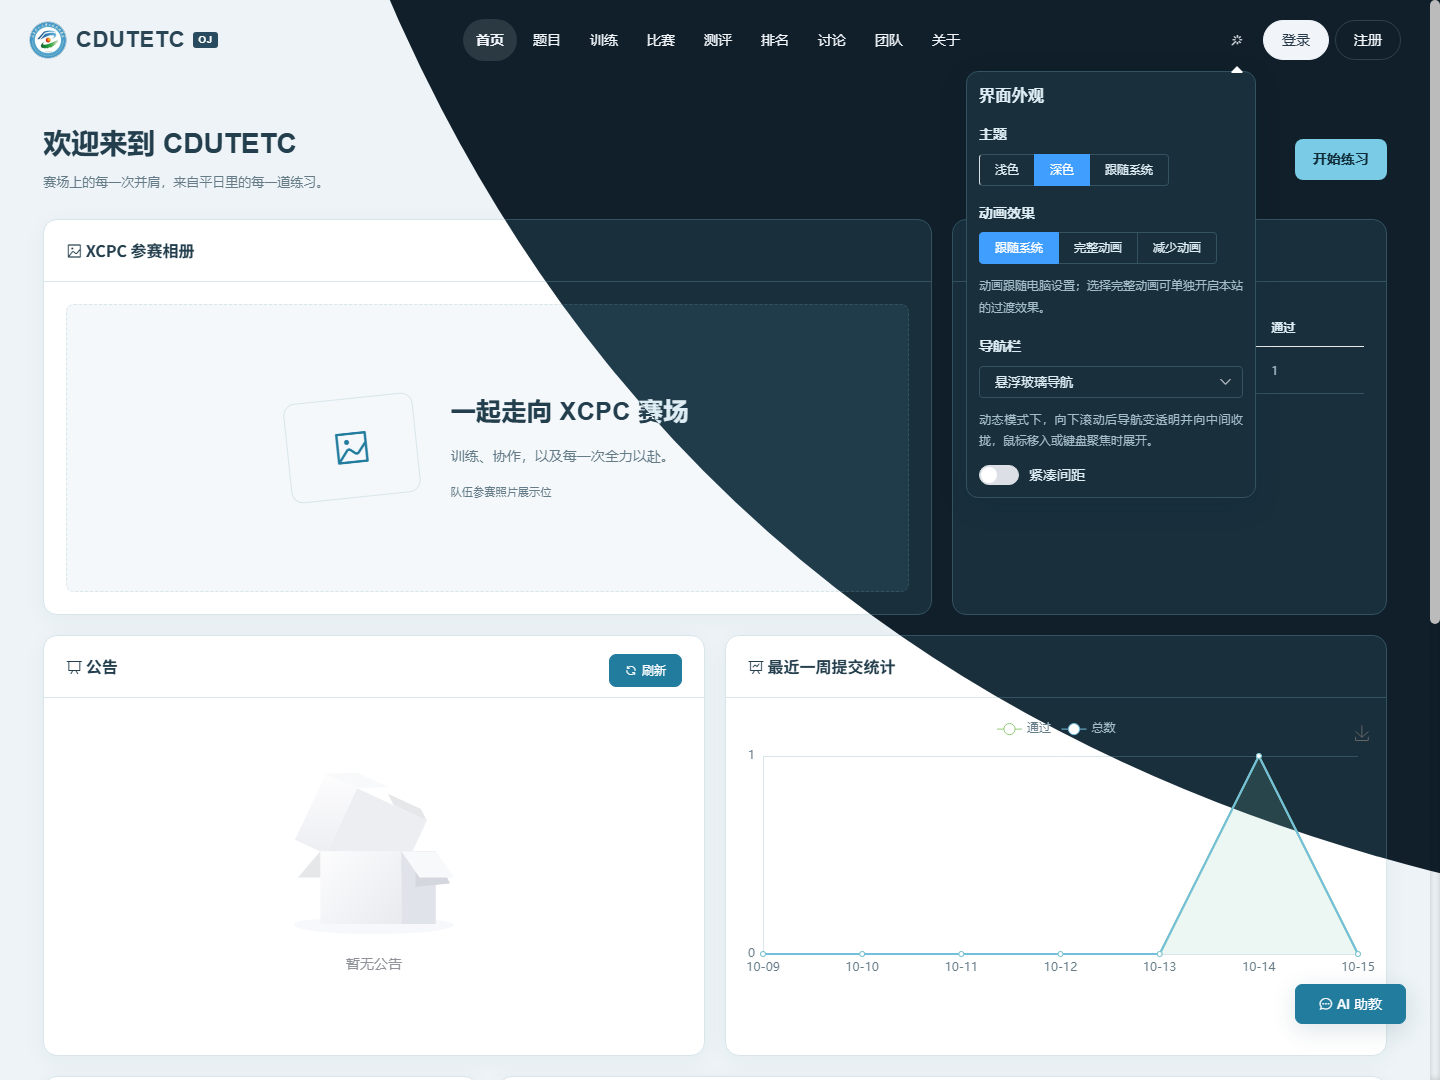 CDUTETC OJ
首页 题目 训练 比赛 测评 排名 讨论 团队 关于
登录 注册
欢迎来到 CDUTETC
赛场上的每一次并肩，来自平日里的每一道练习。
开始练习
界面外观
主题
浅色 深色 跟随系统
动画效果
跟随系统 完整动画 减少动画
动画跟随电脑设置；选择完整动画可单独开启本站
的过渡效果。
导航栏
悬浮玻璃导航
动态模式下，向下滚动后导航变透明并向中间收
拢，鼠标移入或键盘聚焦时展开。
紧凑间距
XCPC 参赛相册
一起走向 XCPC 赛场
训练、协作，以及每一次全力以赴。
队伍参赛照片展示位
通过
1
公告
刷新
暂无公告
最近一周提交统计
通过 总数
1
0
10-09 10-10 10-11 10-12 10-13 10-14 10-15
AI 助教